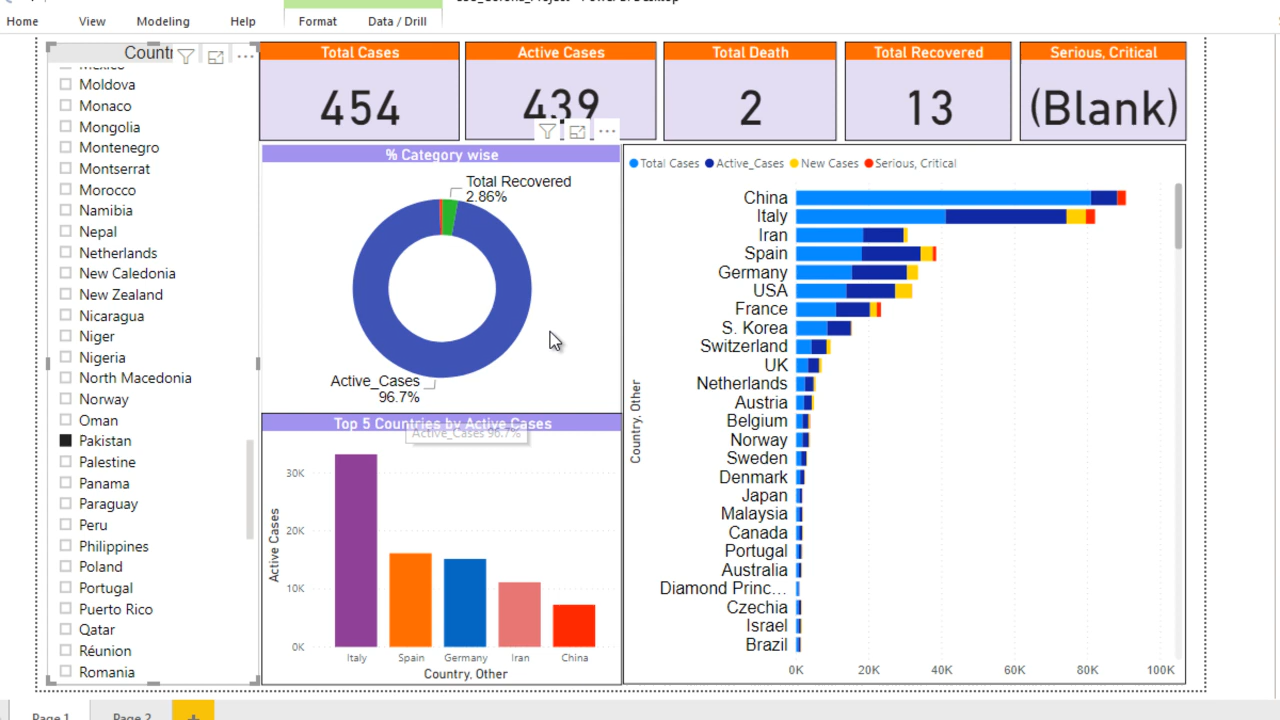 Home View Modeling Help Format Data / Drill
Countr
Moldova
Monaco
Mongolia
Montenegro
Montserrat
Morocco
Namibia
Nepal
Netherlands
New Caledonia
New Zealand
Nicaragua
Niger
Nigeria
North Macedonia
Norway
Oman
Pakistan
Palestine
Panama
Paraguay
Peru
Philippines
Poland
Portugal
Puerto Rico
Qatar
Réunion
Romania
Total Cases
454
Active Cases
439
Total Death
2
Total Recovered
13
Serious, Critical
(Blank)
% Category wise
Total Recovered
2.86%
Active_Cases
96.7%
Top 5 Countries by Active Cases
Active_Cases 96.7%
Active Cases
30K
20K
10K
0K
Italy Spain Germany Iran China
Country, Other
Total Cases Active_Cases New Cases Serious, Critical
Country, Other
China
Italy
Iran
Spain
Germany
USA
France
S. Korea
Switzerland
UK
Netherlands
Austria
Belgium
Norway
Sweden
Denmark
Japan
Malaysia
Canada
Portugal
Australia
Diamond Princ...
Czechia
Israel
Brazil
0K 20K 40K 60K 80K 100K
Page 1 Page 2 +